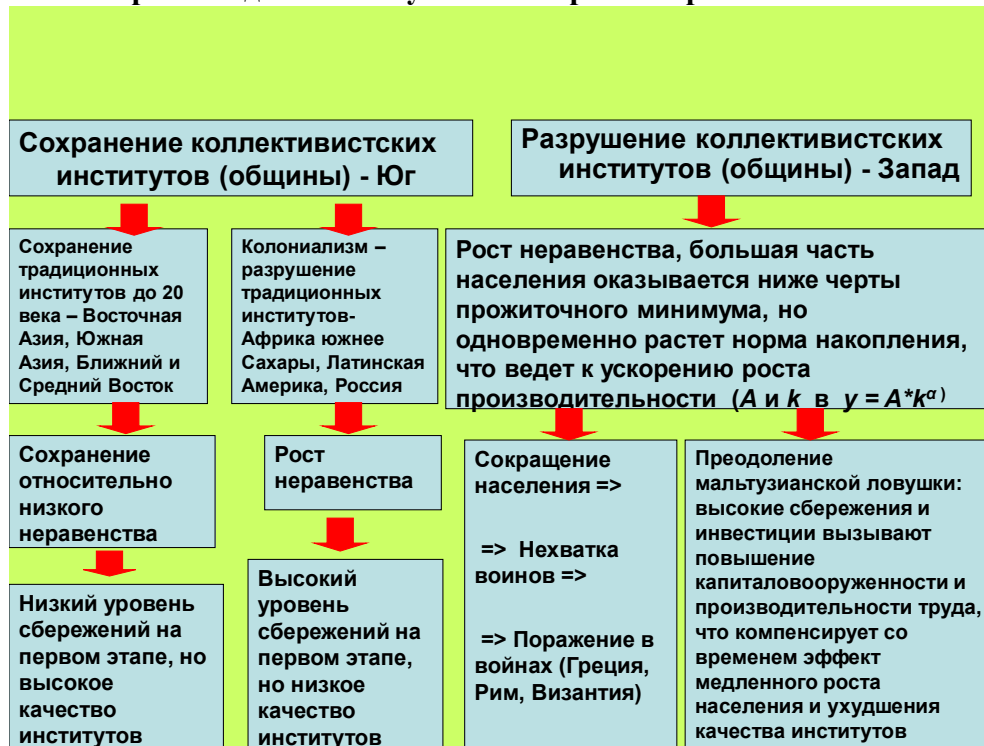 Сохранение коллективистских
институтов (общины) - Юг
Разрушение коллективистских
институтов (общины) - Запад
Сохранение
традиционных
институтов до 20
века – Восточная
Азия, Южная
Азия, Ближний и
Средний Восток
Колониализм –
разрушение
традиционных
институтов-
Африка южнее
Сахары, Латинская
Америка, Россия
Рост неравенства, большая часть
населения оказывается ниже черты
прожиточного минимума, но
одновременно растет норма накопления,
что ведет к ускорению роста
производительности (A и k в y = A*k^α )
Сохранение
относительно
низкого
неравенства
Рост
неравенства
Сокращение
населения =>
=> Нехватка
воинов =>
=> Поражение в
войнах (Греция,
Рим, Византия)
Преодоление
мальтузианской ловушки:
высокие сбережения и
инвестиции вызывают
повышение
капиталовооруженности и
производительности труда,
что компенсирует со
временем эффект
медленного роста
населения и ухудшения
качества институтов
Низкий уровень
сбережений на
первом этапе, но
высокое
качество
институтов
Высокий
уровень
сбережений на
первом этапе,
но низкое
качество
институтов